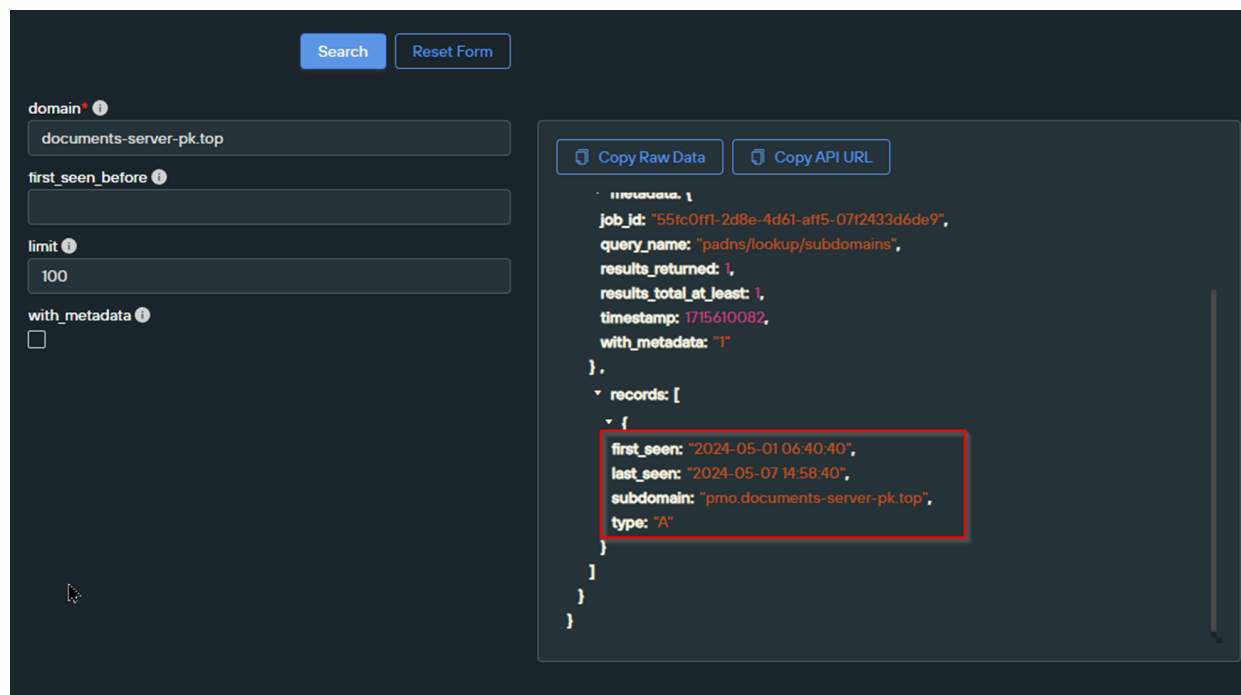 Search
Reset Form
domain*
documents-server-pk.top
first_seen_before
limit
100
with_metadata
Copy Raw Data
Copy API URL
metadata: {
job_id: "55fc0ff1-2d8e-4d61-aff5-07f2433d6de9",
query_name: "padns/lookup/subdomains",
results_returned: 1,
results_total_at_least: 1,
timestamp: 1715610082,
with_metadata: "1"
},
records: [
{
first_seen: "2024-05-01 06:40:40",
last_seen: "2024-05-07 14:58:40",
subdomain: "pmo.documents-server-pk.top",
type: "A"
}
]
}
}